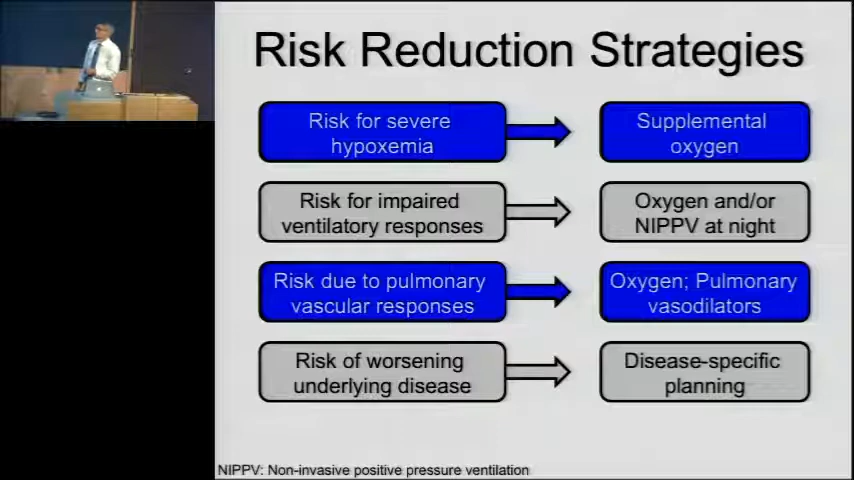 Risk Reduction Strategies
Risk for severe
hypoxemia
Supplemental
oxygen
Risk for impaired
ventilatory responses
Oxygen and/or
NIPPV at night
Risk due to pulmonary
vascular responses
Oxygen; Pulmonary
vasodilators
Risk of worsening
underlying disease
Disease-specific
planning
NIPPV: Non-invasive positive pressure ventilation